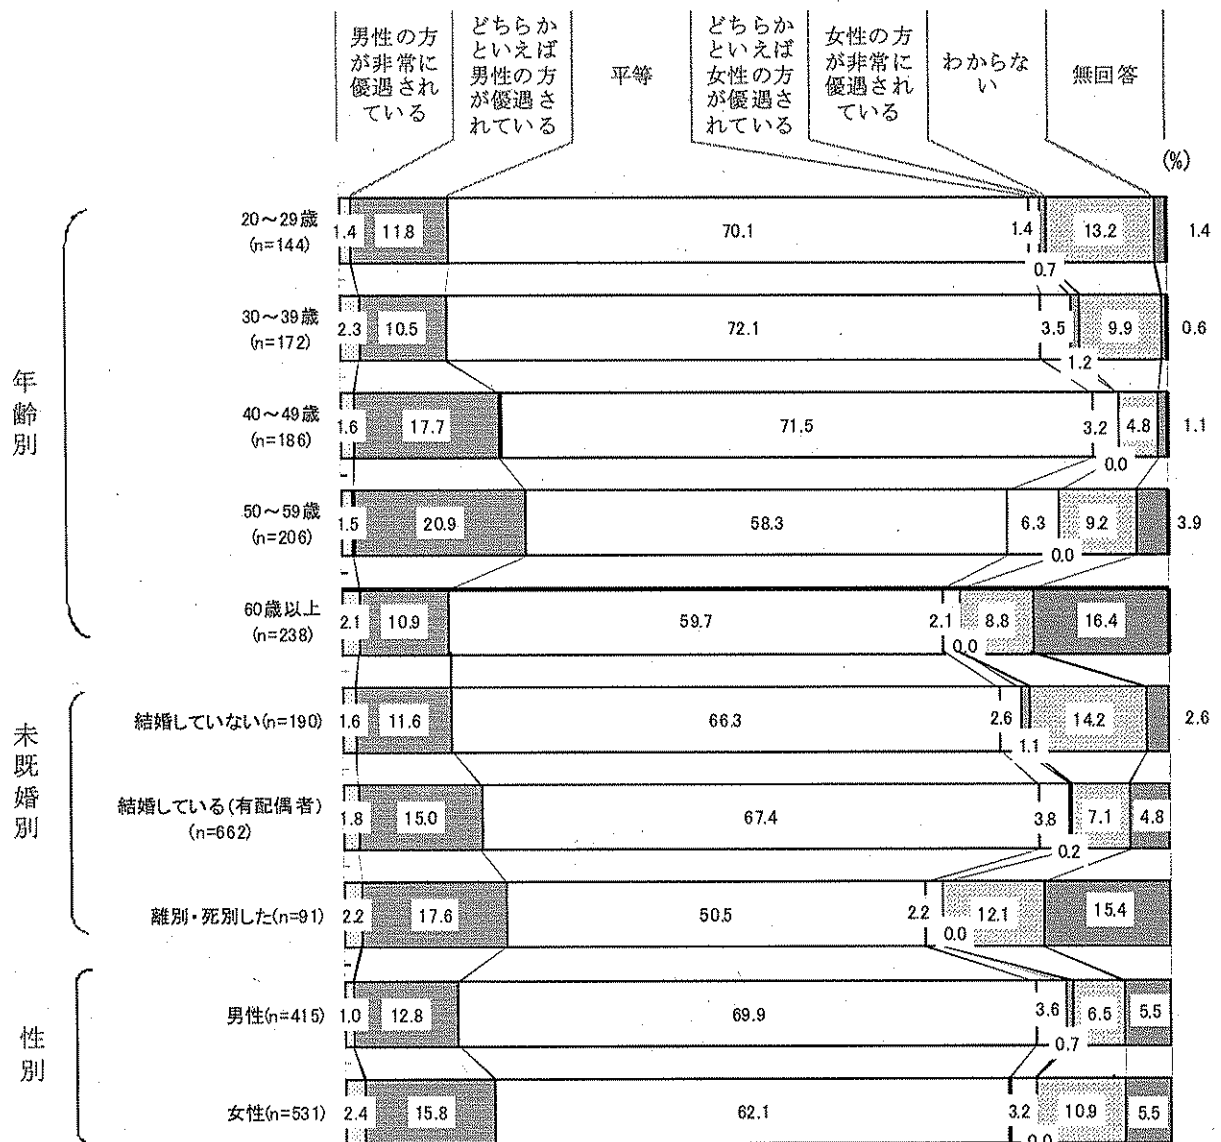 男性の方
が非常に
優遇され
ている
どちらか
といえば
男性の方
が優遇さ
れている
平等
どちらか
といえば
女性の方
が優遇さ
れている
女性の方
が非常に
優遇され
ている
わからな
い
無回答
(%)
年齢別
20～29歳
(n=144)
1.4 11.8 70.1 1.4 0.7 13.2 1.4
30～39歳
(n=172)
2.3 10.5 72.1 3.5 1.2 9.9 0.6
40～49歳
(n=186)
1.6 17.7 71.5 3.2 0.0 4.8 1.1
50～59歳
(n=206)
1.5 20.9 58.3 6.3 0.0 9.2 3.9
60歳以上
(n=238)
2.1 10.9 59.7 2.1 0.0 8.8 16.4
未既婚別
結婚していない(n=190)
1.6 11.6 66.3 2.6 1.1 14.2 2.6
結婚している(有配偶者)
(n=662)
1.8 15.0 67.4 3.8 0.2 7.1 4.8
離別・死別した(n=91)
2.2 17.6 50.5 2.2 0.0 12.1 15.4
性別
男性(n=415)
1.0 12.8 69.9 3.6 0.7 6.5 5.5
女性(n=531)
2.4 15.8 62.1 3.2 0.0 10.9 5.5